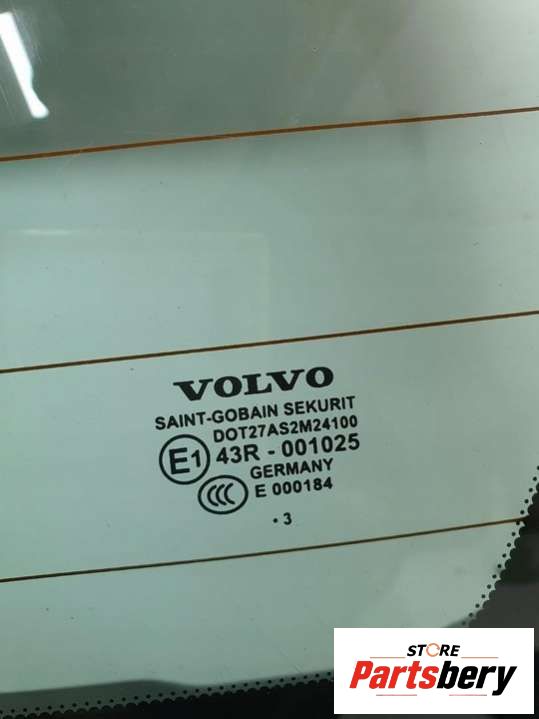 VOLVO
SAINT-GOBAIN SEKURIT
DOT27AS2M24100
E1 43R - 001025
GERMANY
CCC E 000184
· 3
STORE
Partsbery